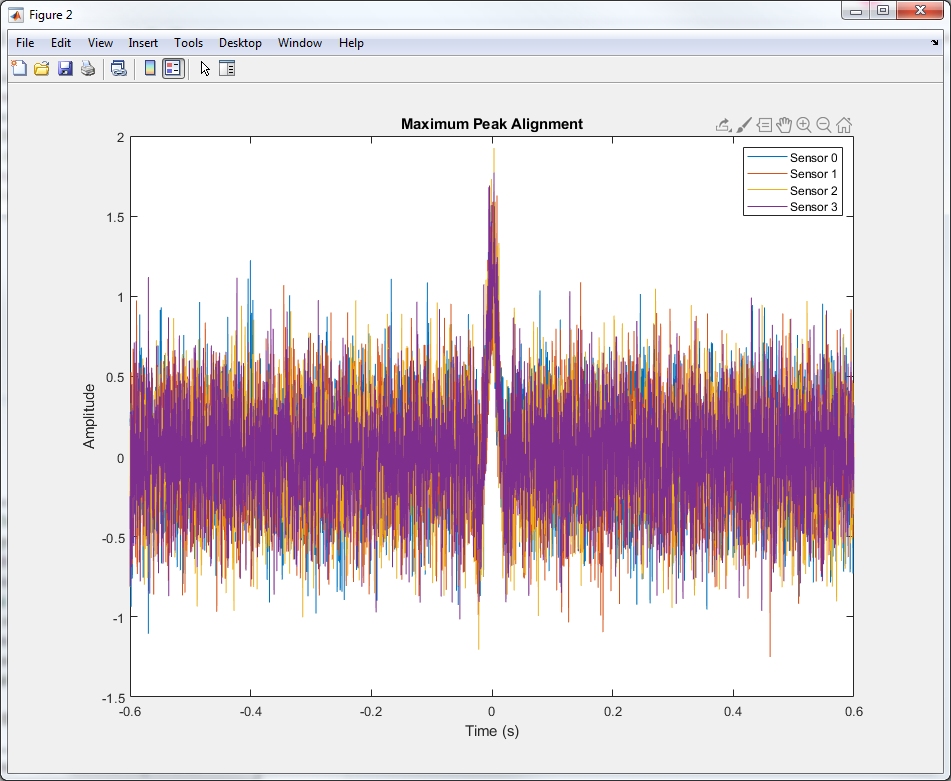 Figure 2
File Edit View Insert Tools Desktop Window Help
Maximum Peak Alignment
Sensor 0
Sensor 1
Sensor 2
Sensor 3
2
1.5
1
0.5
0
-0.5
-1
-1.5
Amplitude
-0.6 -0.4 -0.2 0 0.2 0.4 0.6
Time (s)